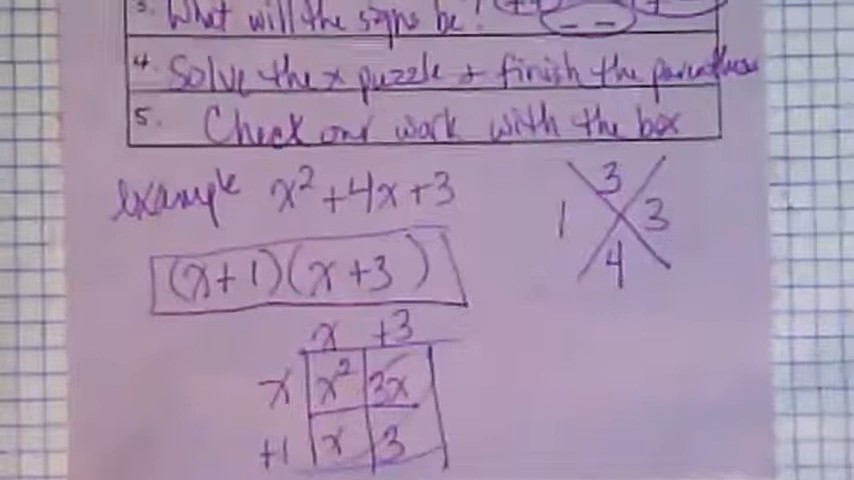 3. What will the signs be?
4. Solve the x puzzle + finish the
5. Check our work with the box
example x² + 4x + 3
3
1 3
4
(x + 1)(x + 3)
x +3
x x² 3x
+1 x 3